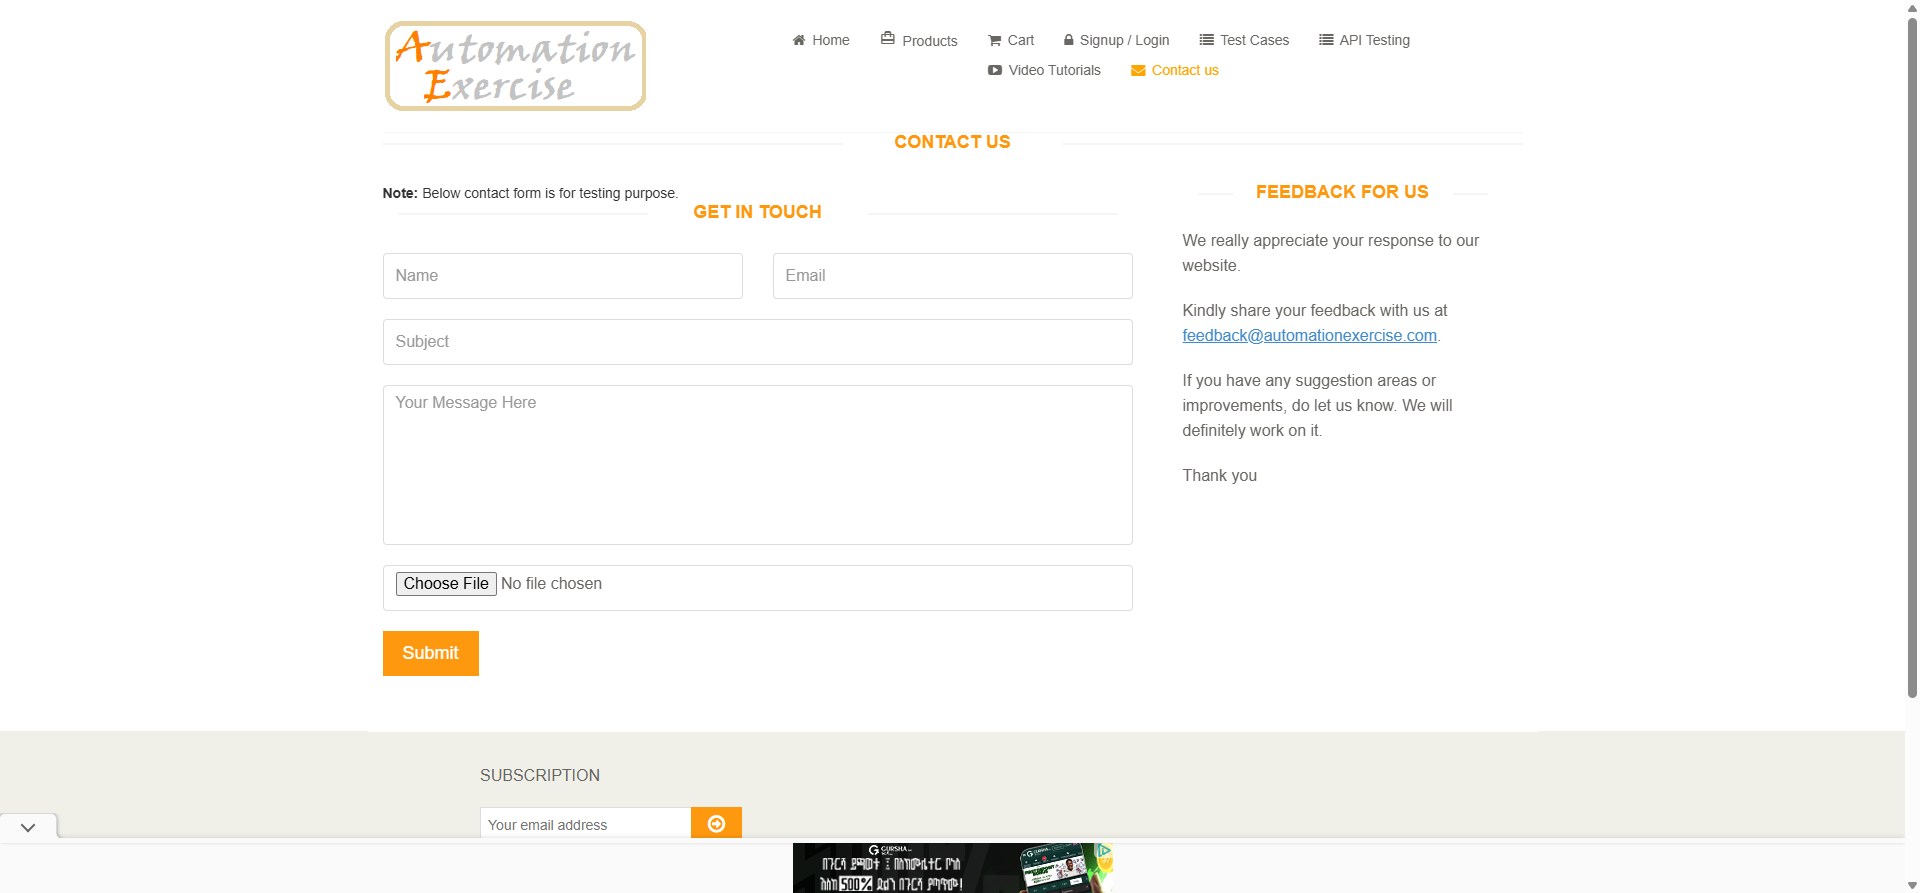 Automation
Exercise
Home
Products
Cart
Signup / Login
Test Cases
API Testing
Video Tutorials
Contact us
CONTACT US
Note: Below contact form is for testing purpose.
GET IN TOUCH
Name
Email
Subject
Your Message Here
Choose File No file chosen
Submit
FEEDBACK FOR US
We really appreciate your response to our
website.
Kindly share your feedback with us at
feedback@automationexercise.com.
If you have any suggestion areas or
improvements, do let us know. We will
definitely work on it.
Thank you
SUBSCRIPTION
Your email address
GURSHA
500%